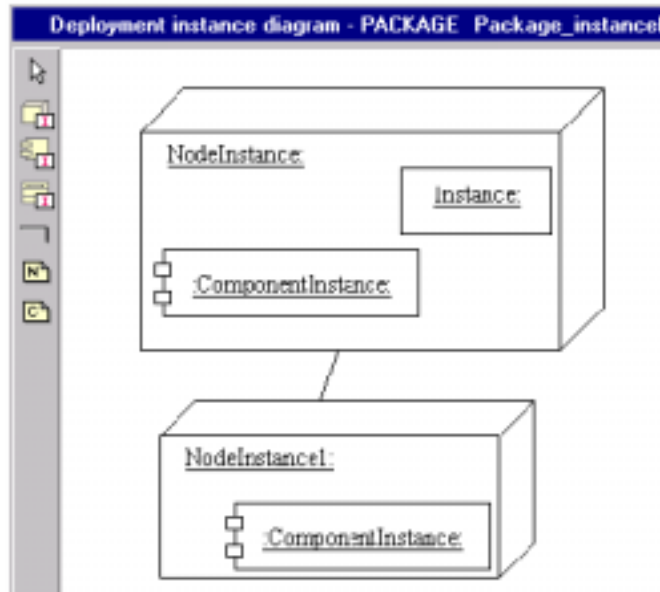 Deployment instance diagram - PACKAGE Package_instance
NodeInstance:
Instance:
:ComponentInstance:
NodeInstance1:
:ComponentInstance:
N
C